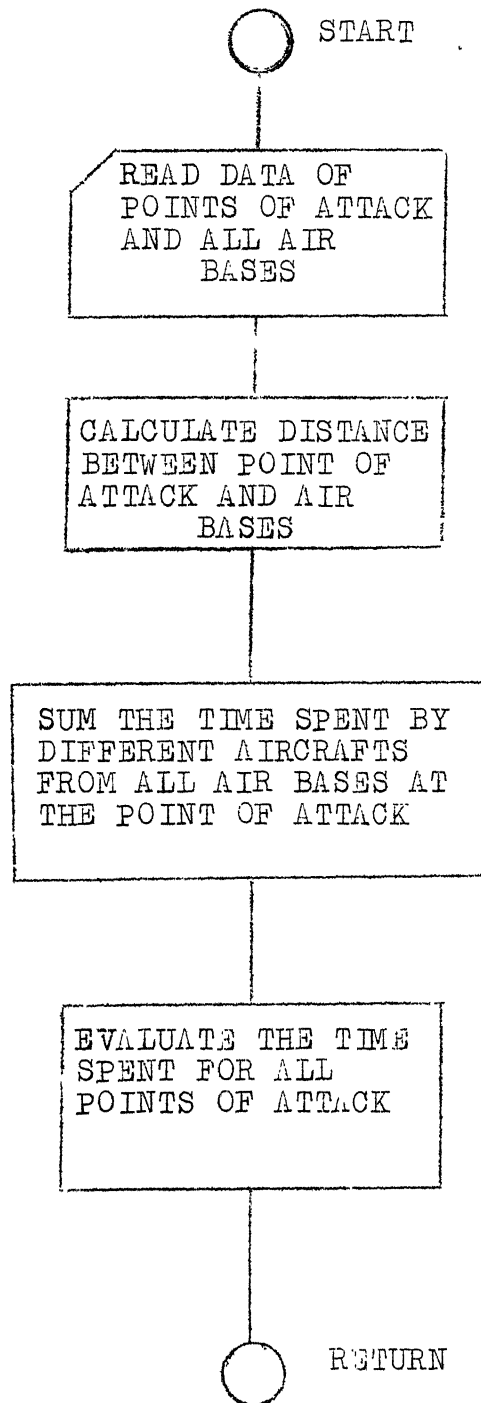 START
READ DATA OF
POINTS OF ATTACK
AND ALL AIR
BASES
CALCULATE DISTANCE
BETWEEN POINT OF
ATTACK AND AIR
BASES
SUM THE TIME SPENT BY
DIFFERENT AIRCRAFTS
FROM ALL AIR BASES AT
THE POINT OF ATTACK
EVALUATE THE TIME
SPENT FOR ALL
POINTS OF ATTACK
RETURN